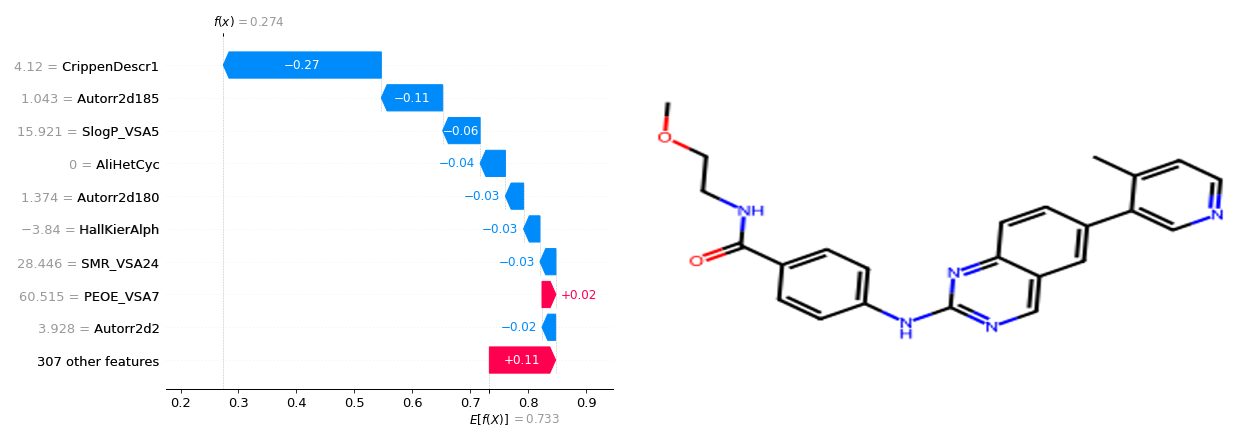 f(x) = 0.274
4.12 = CrippenDescr1
−0.27
1.043 = Autorr2d185
−0.11
15.921 = SlogP_VSA5
−0.06
0 = AliHetCyc
−0.04
1.374 = Autorr2d180
−0.03
−3.84 = HallKierAlph
−0.03
28.446 = SMR_VSA24
−0.03
60.515 = PEOE_VSA7
+0.02
3.928 = Autorr2d2
−0.02
307 other features
+0.11
0.2 0.3 0.4 0.5 0.6 0.7 0.8 0.9
E[f(X)] = 0.733
O
NH
O
N
H
N
N
N